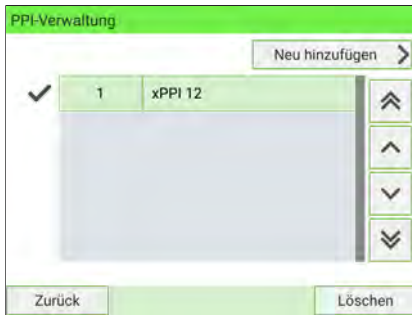 PPI-Verwaltung
Neu hinzufügen
1 xPPI 12
Zurück Löschen